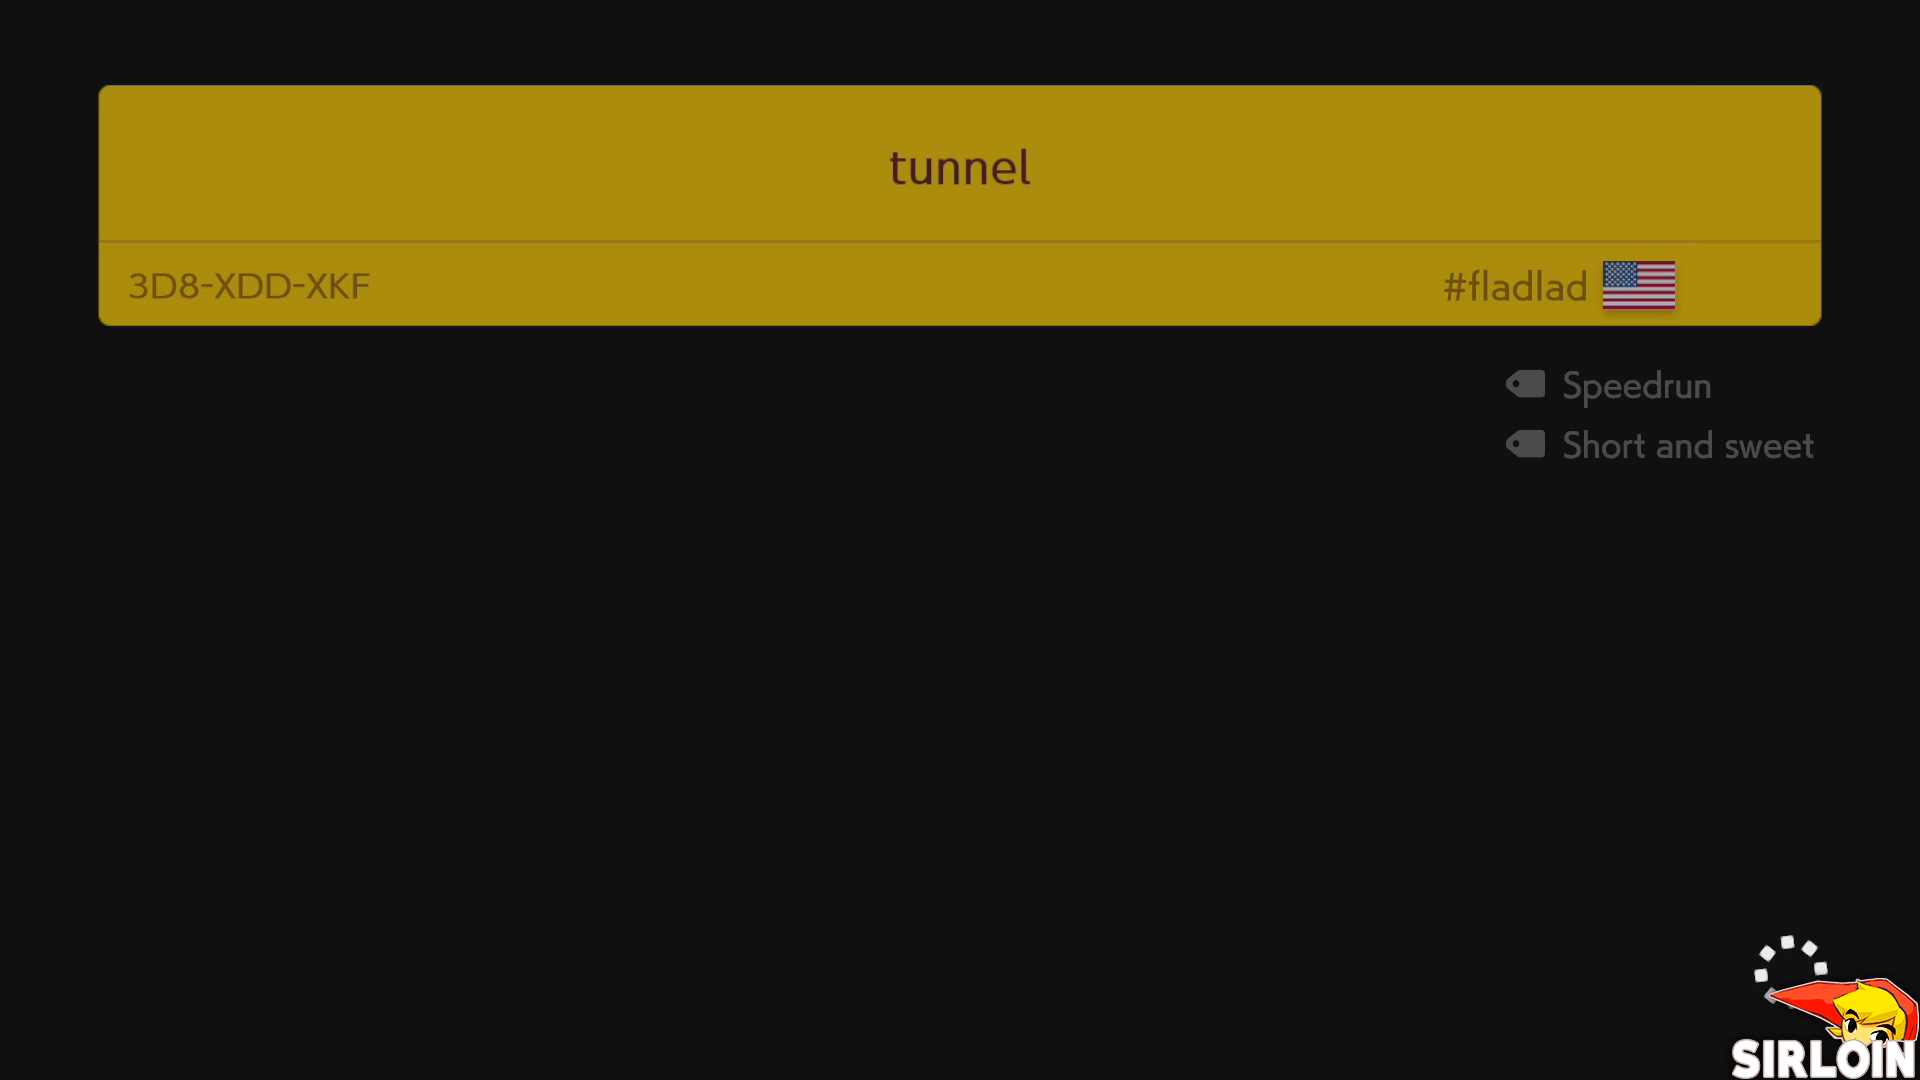 tunnel
3D8-XDD-XKF
#fladlad
Speedrun
Short and sweet
SIRLOIN